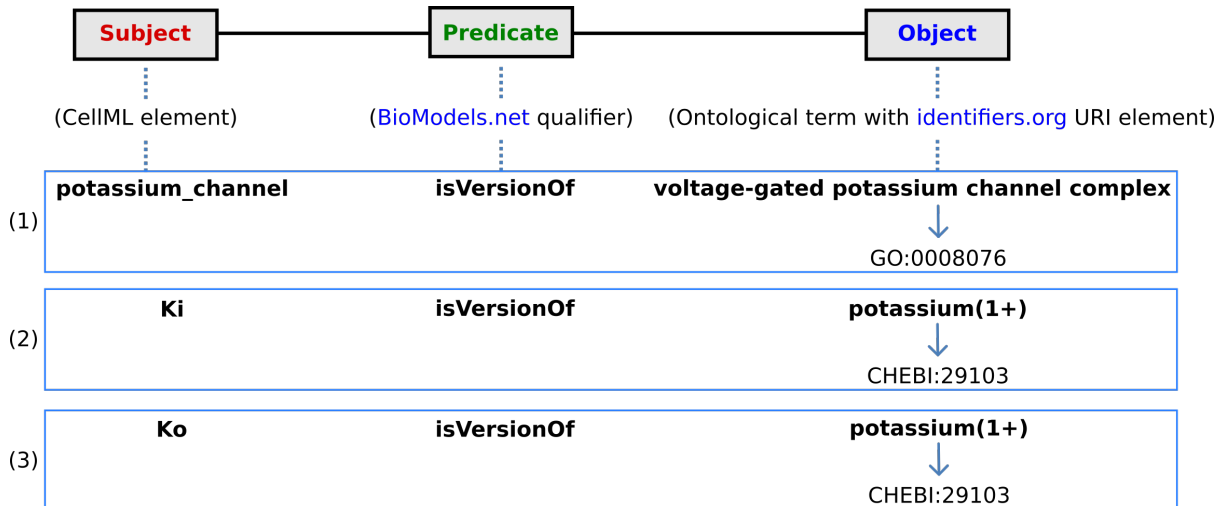 Subject Predicate Object
(CellML element) (BioModels.net qualifier) (Ontological term with identifiers.org URI element)
potassium_channel isVersionOf voltage-gated potassium channel complex
(1)
GO:0008076
Ki isVersionOf potassium(1+)
(2)
CHEBI:29103
Ko isVersionOf potassium(1+)
(3)
CHEBI:29103